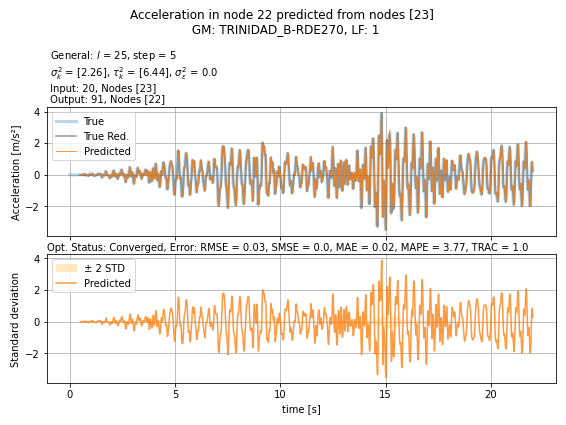 Acceleration in node 22 predicted from nodes [23]
GM: TRINIDAD_B-RDE270, LF: 1
General: l = 25, step = 5
σ_k² = [2.26], τ_k² = [6.44], σ_ε² = 0.0
Input: 20, Nodes [23]
Output: 91, Nodes [22]
Acceleration [m/s²]
4
2
0
−2
True
True Red.
Predicted
Opt. Status: Converged, Error: RMSE = 0.03, SMSE = 0.0, MAE = 0.02, MAPE = 3.77, TRAC = 1.0
Standard deviation
4
2
0
−2
± 2 STD
Predicted
0 5 10 15 20
time [s]